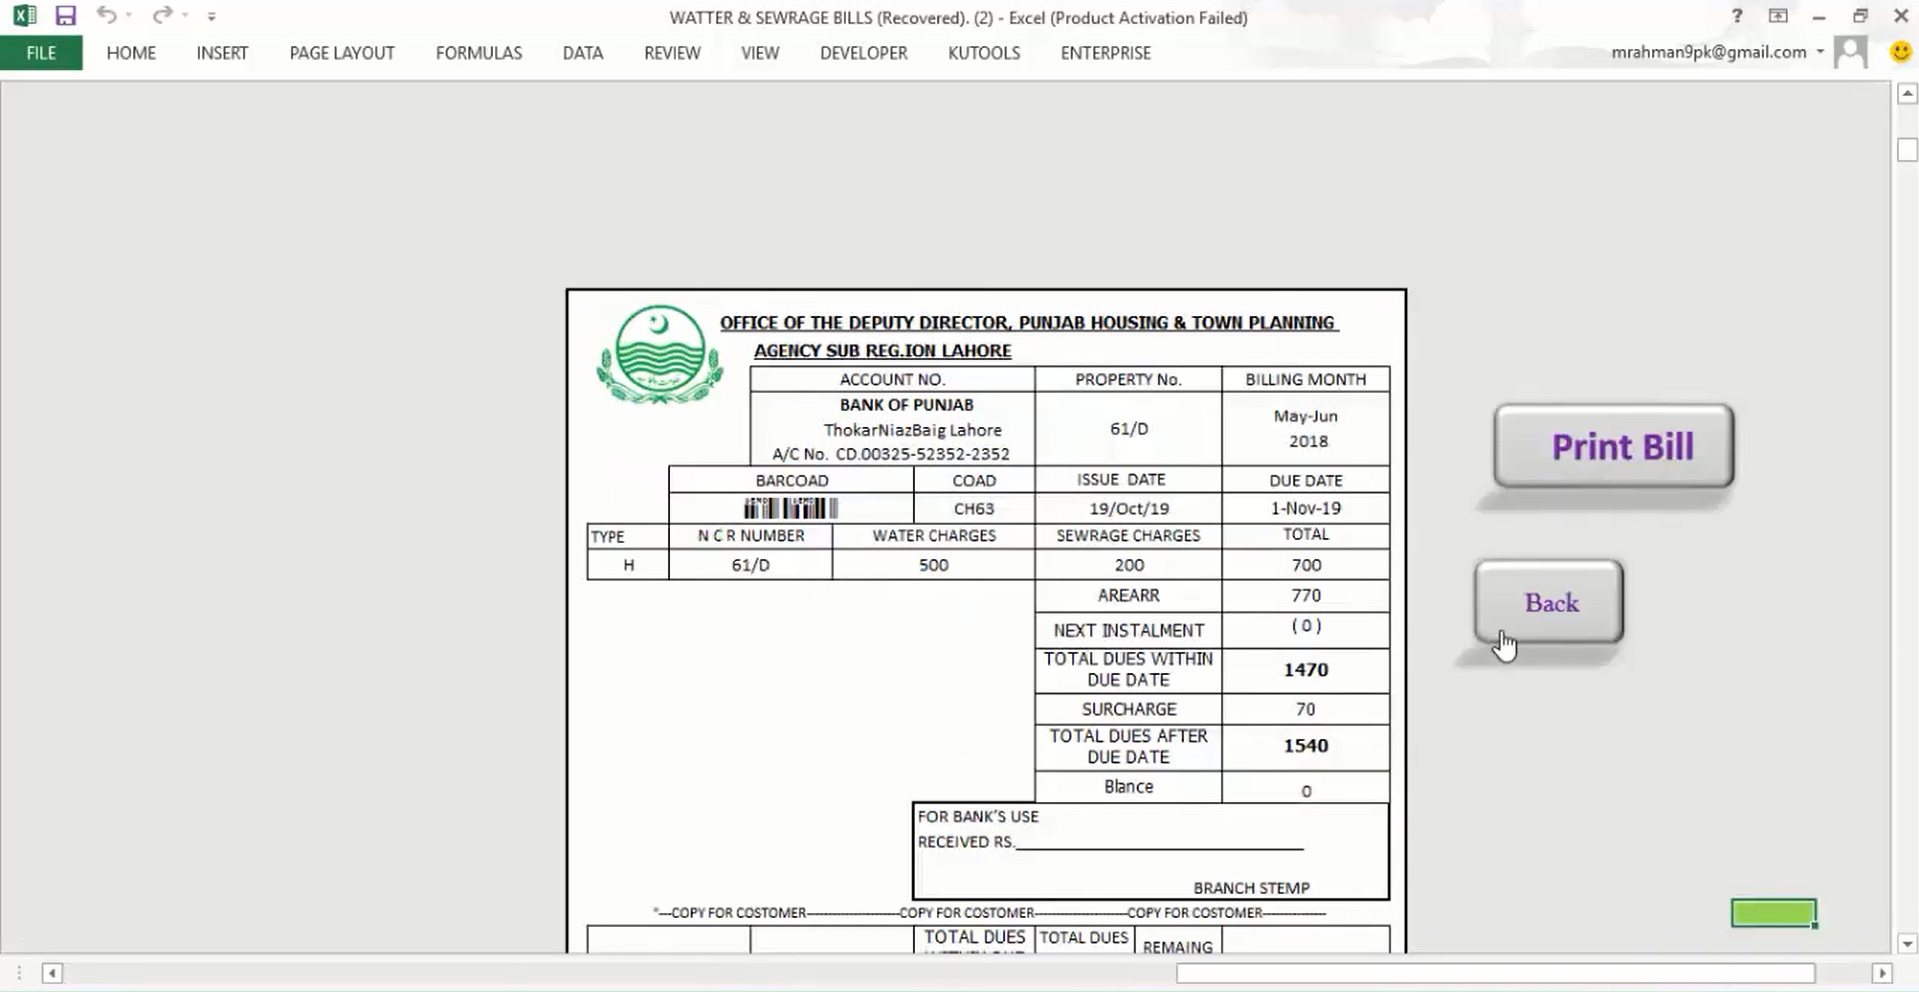 WATTER & SEWRAGE BILLS (Recovered). (2) - Excel (Product Activation Failed)
FILE HOME INSERT PAGE LAYOUT FORMULAS DATA REVIEW VIEW DEVELOPER KUTOOLS ENTERPRISE mrahman9pk@gmail.com
OFFICE OF THE DEPUTY DIRECTOR, PUNJAB HOUSING & TOWN PLANNING
AGENCY SUB REG.ION LAHORE
ACCOUNT NO. PROPERTY No. BILLING MONTH
BANK OF PUNJAB
ThokarNiazBaig Lahore
A/C No. CD.00325-52352-2352
61/D
May-Jun
2018
BARCOAD COAD ISSUE DATE DUE DATE
CH63 19/Oct/19 1-Nov-19
TYPE N C R NUMBER WATER CHARGES SEWRAGE CHARGES TOTAL
H 61/D 500 200 700
AREARR 770
NEXT INSTALMENT ( 0 )
TOTAL DUES WITHIN
DUE DATE
1470
SURCHARGE 70
TOTAL DUES AFTER
DUE DATE
1540
Blance 0
FOR BANK'S USE
RECEIVED RS.
BRANCH STEMP
*---COPY FOR COSTOMER----------------------COPY FOR COSTOMER----------------------COPY FOR COSTOMER---------------
TOTAL DUES TOTAL DUES REMAING
Print Bill
Back